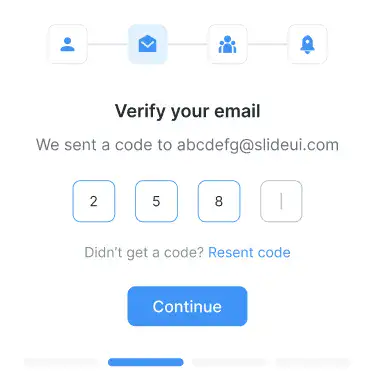 Verify your email
We sent a code to abcdefg@slideui.com
2 5 8
Didn't get a code? Resent code
Continue